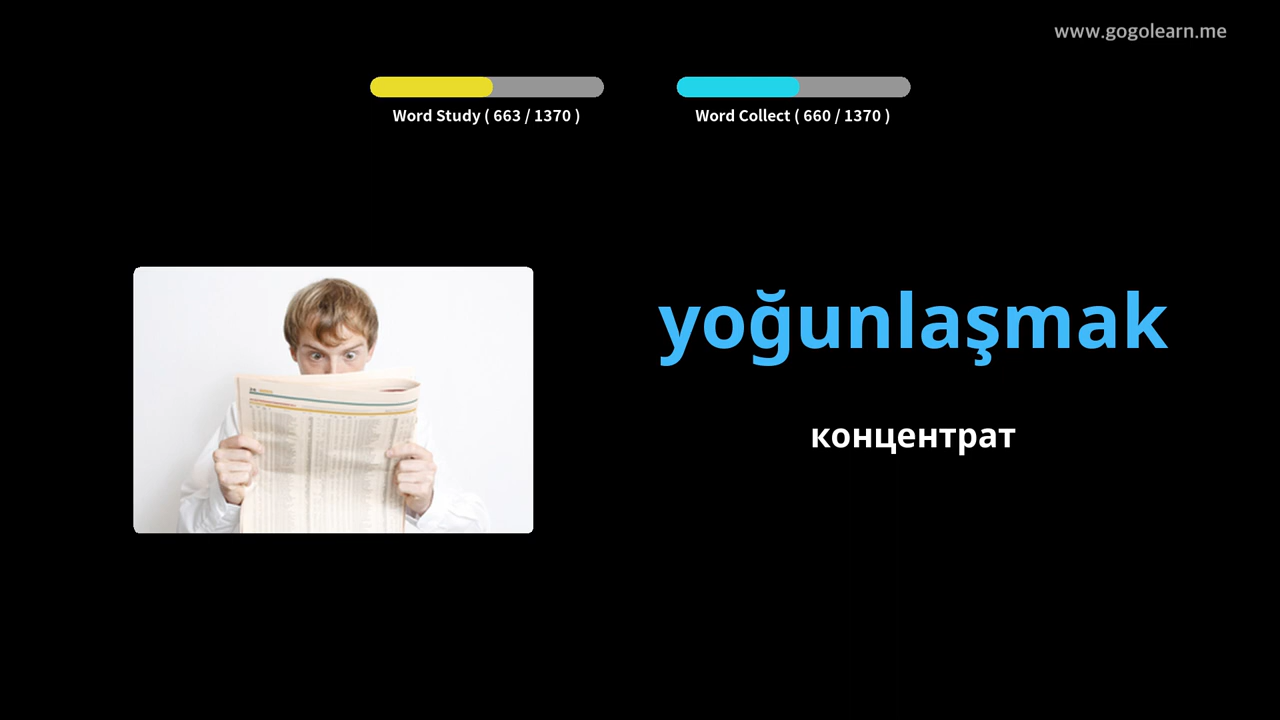 www.gogolearn.me
Word Study ( 663 / 1370 )
Word Collect ( 660 / 1370 )
yoğunlaşmak
концентрат